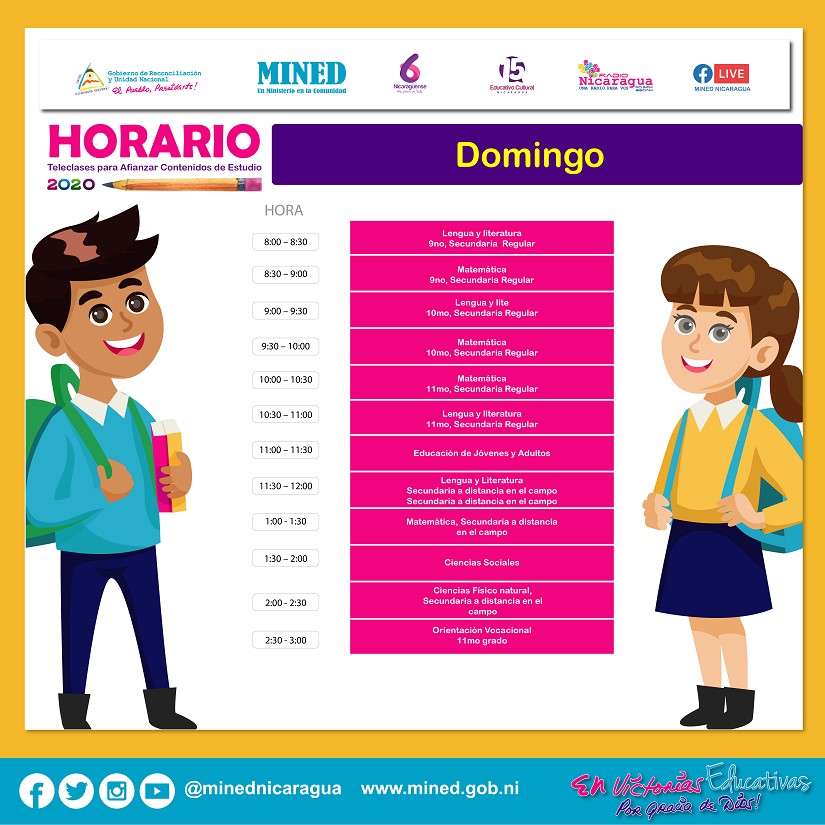 Gobierno de Reconciliación
y Unidad Nacional
El Pueblo, Presidente!
MINED
Un Ministerio en la Comunidad
6
Nicaragüense
15
Educativo Cultural
NICARAGUA
RADIO
Nicaragua
UNA RADIO PARA VOS
LIVE
MINED NICARAGUA
HORARIO
Teleclases para Afianzar Contenidos de Estudio
2020
Domingo
HORA
8:00 – 8:30
Lengua y literatura
9no, Secundaria Regular
8:30 – 9:00
Matemática
9no, Secundaria Regular
9:00 – 9:30
Lengua y lite
10mo, Secundaria Regular
9:30 – 10:00
Matemática
10mo, Secundaria Regular
10:00 – 10:30
Matemática
11mo, Secundaria Regular
10:30 – 11:00
Lengua y literatura
11mo, Secundaria Regular
11:00 – 11:30
Educación de Jóvenes y Adultos
11:30 – 12:00
Lengua y Literatura
Secundaria a distancia en el campo
Secundaria a distancia en el campo
1:00 - 1:30
Matemática, Secundaria a distancia
en el campo
1:30 – 2:00
Ciencias Sociales
2:00 - 2:30
Ciencias Físico natural,
Secundaria a distancia en el
campo
2:30 - 3:00
Orientación Vocacional
11mo grado
@minednicaragua www.mined.gob.ni
En Victorias Educativas
Por Gracia de Dios!